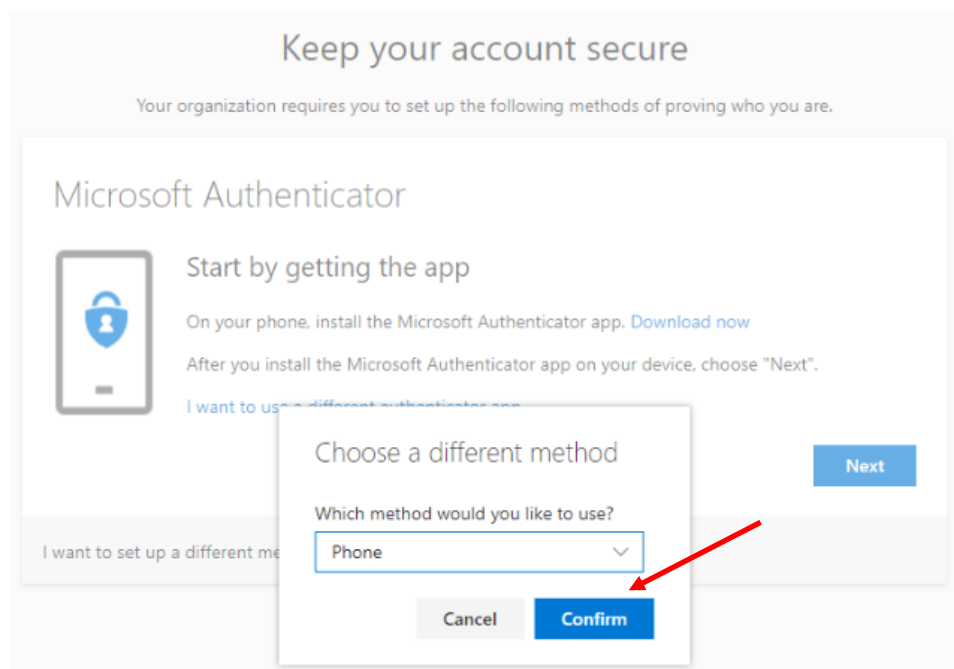 Keep your account secure
Your organization requires you to set up the following methods of proving who you are.
Microsoft Authenticator
Start by getting the app
On your phone, install the Microsoft Authenticator app. Download now
After you install the Microsoft Authenticator app on your device, choose "Next".
I want to use a different authenticator app
Next
I want to set up a different me
Choose a different method
Which method would you like to use?
Phone
Cancel
Confirm